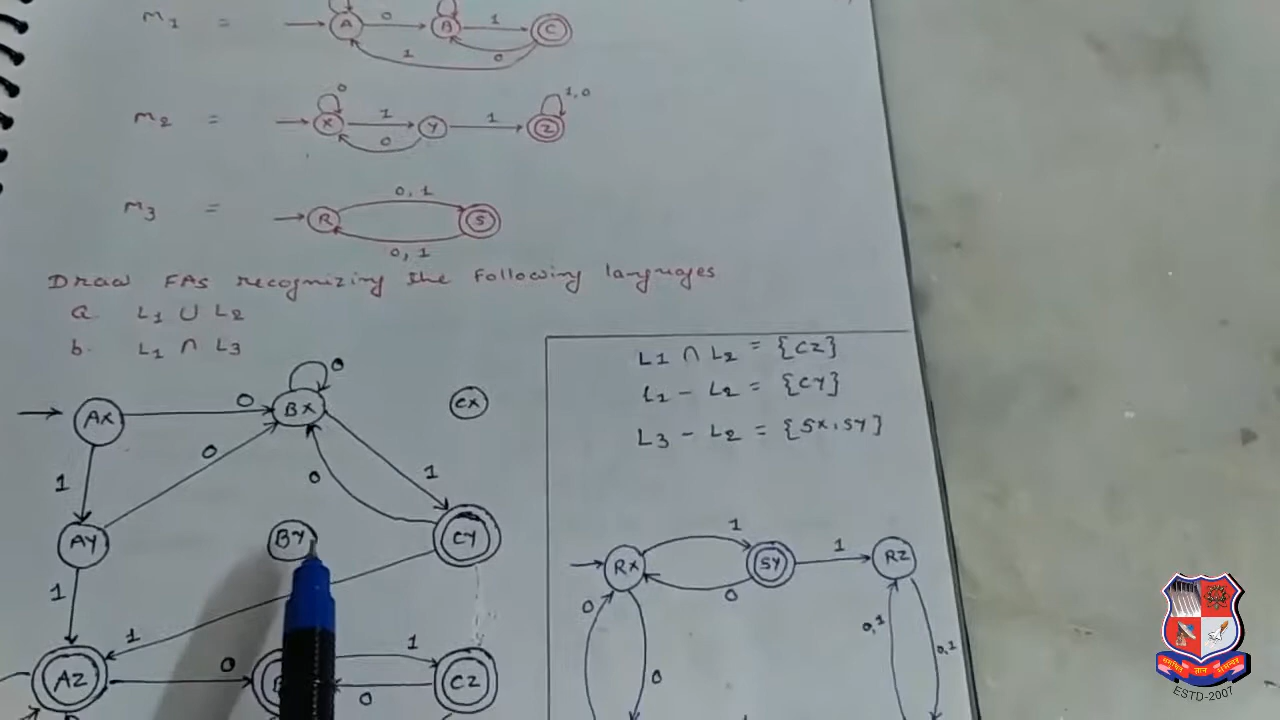 M1 =
A 0 B 1 C
1 0
M2 =
0 1,0
X 1 Y 1 Z
0
M3 =
0, 1
R S
0, 1
Draw FAs recognizing the following languages
a. L1 ∪ L2
b. L1 ∩ L3
L1 ∩ L2 = {CZ}
L1 - L2 = {CY}
L3 - L2 = {SX, SY}
0
AX 0 BX CX
0
1 0 1
AY BY CY
1 1
AZ 0 1 CZ
0
1
RX SY 1 RZ
0
0 0,1 0,1
0
ESTD-2007